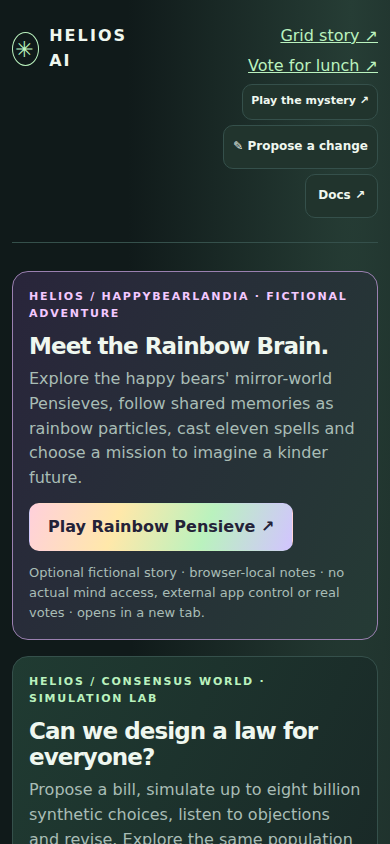 HELIOS
AI
Grid story ↗
Vote for lunch ↗
Play the mystery ↗
✎ Propose a change
Docs ↗
HELIOS / HAPPYBEARLANDIA · FICTIONAL
ADVENTURE
Meet the Rainbow Brain.
Explore the happy bears' mirror-world
Pensieves, follow shared memories as
rainbow particles, cast eleven spells and
choose a mission to imagine a kinder
future.
Play Rainbow Pensieve ↗
Optional fictional story · browser-local notes · no
actual mind access, external app control or real
votes · opens in a new tab.
HELIOS / CONSENSUS WORLD ·
SIMULATION LAB
Can we design a law for
everyone?
Propose a bill, simulate up to eight billion
synthetic choices, listen to objections
and revise. Explore the same population